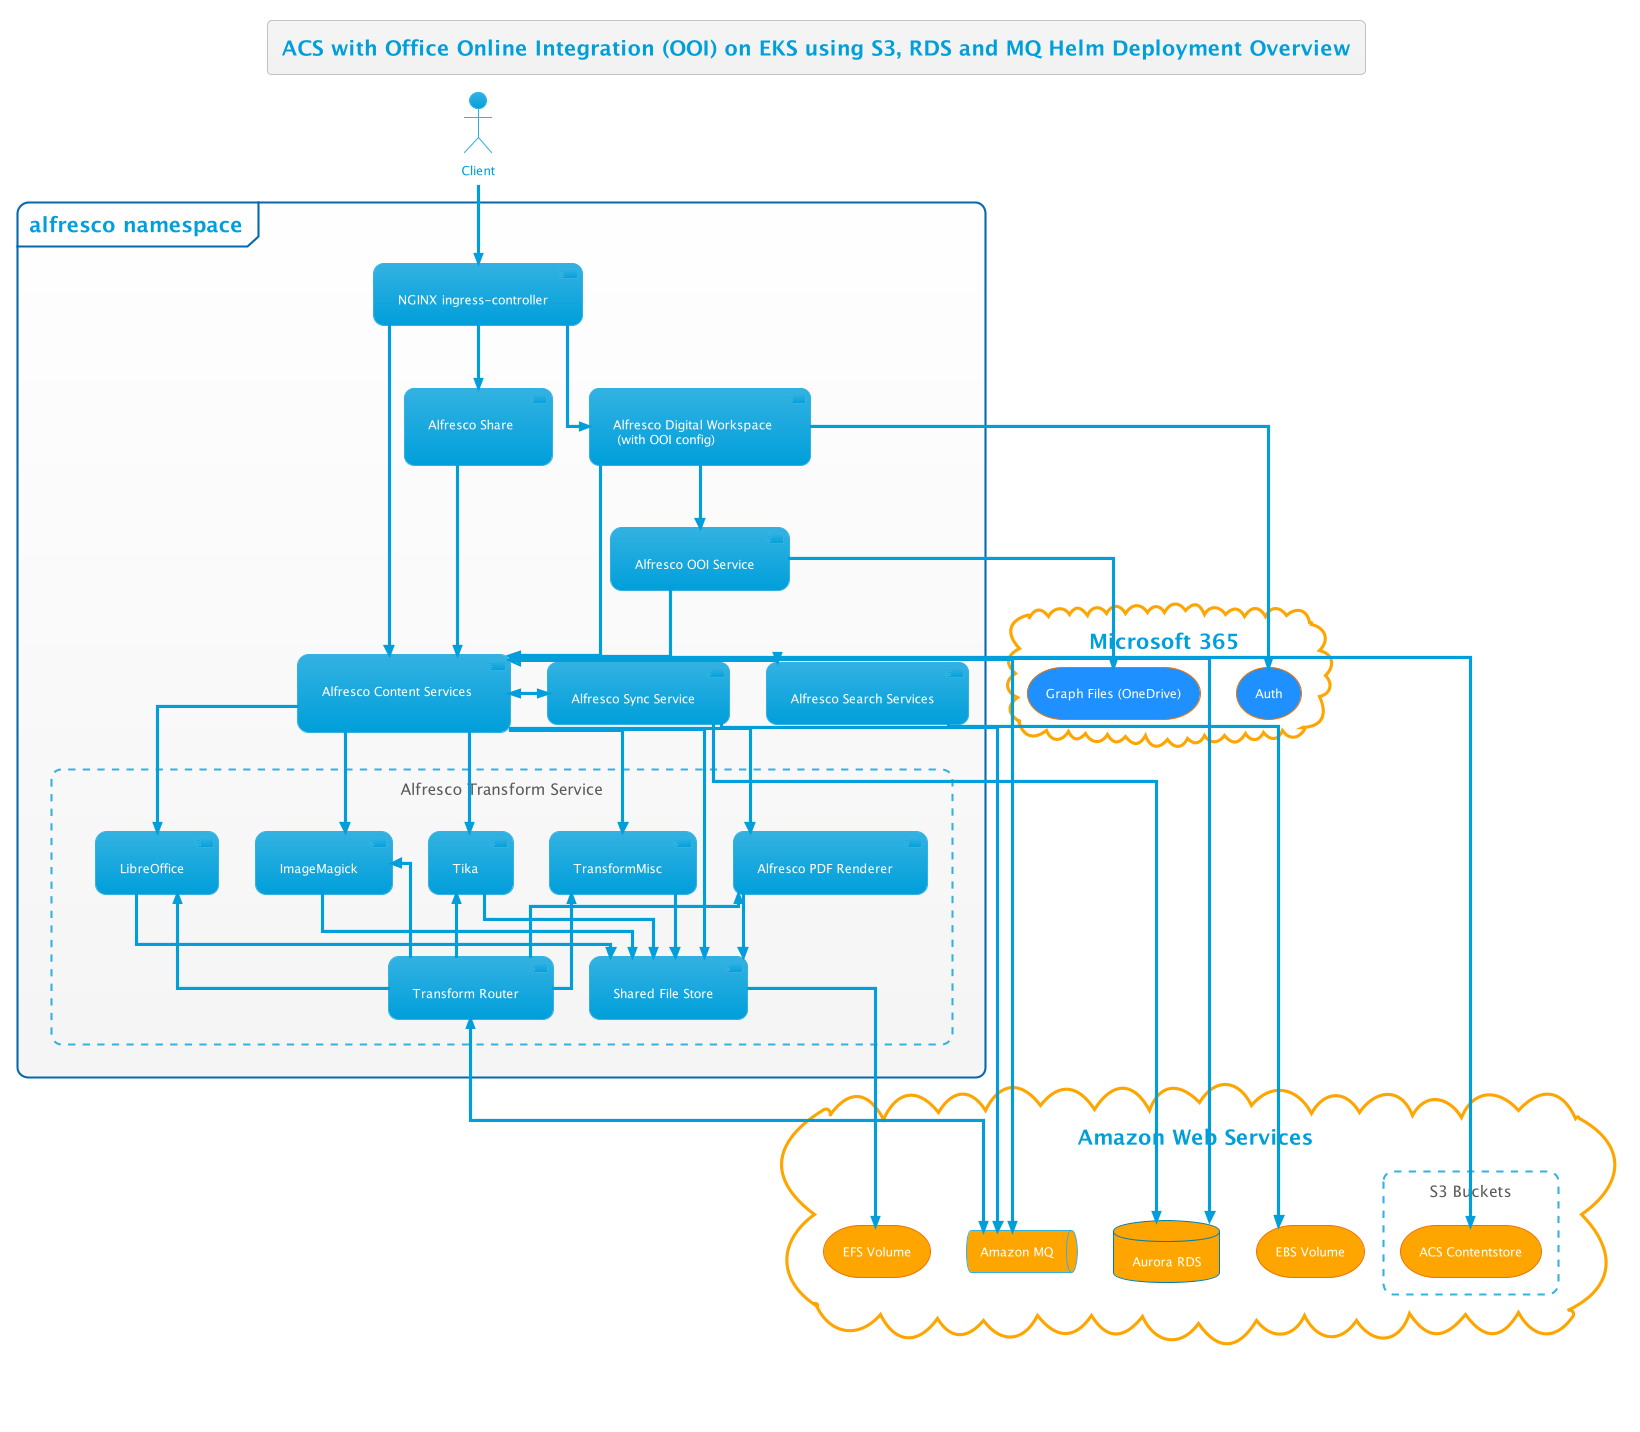 ACS with Office Online Integration (OOI) on EKS using S3, RDS and MQ Helm Deployment Overview
Client
alfresco namespace
NGINX ingress-controller
Alfresco Share
Alfresco Digital Workspace
(with OOI config)
Alfresco OOI Service
Microsoft 365
Alfresco Content Services
Alfresco Sync Service
Alfresco Search Services
Graph Files (OneDrive)
Auth
Alfresco Transform Service
LibreOffice
ImageMagick
Tika
TransformMisc
Alfresco PDF Renderer
Transform Router
Shared File Store
Amazon Web Services
S3 Buckets
EFS Volume
Amazon MQ
Aurora RDS
EBS Volume
ACS Contentstore